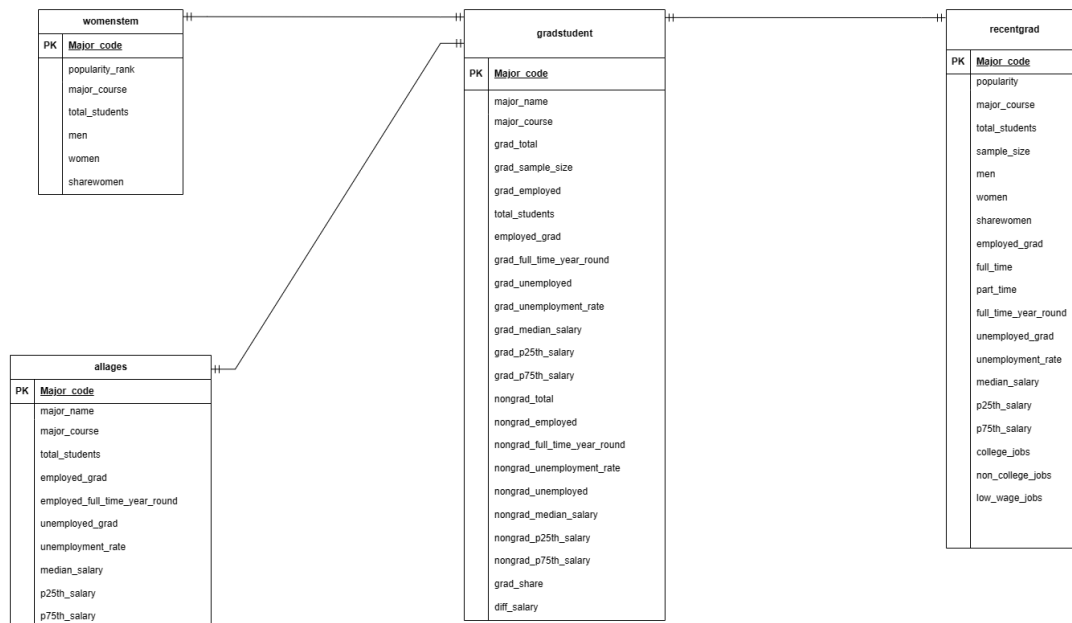 womenstem
PK Major_code
popularity_rank
major_course
total_students
men
women
sharewomen
gradstudent
PK Major_code
major_name
major_course
grad_total
grad_sample_size
grad_employed
total_students
employed_grad
grad_full_time_year_round
grad_unemployed
grad_unemployment_rate
grad_median_salary
grad_p25th_salary
grad_p75th_salary
nongrad_total
nongrad_employed
nongrad_full_time_year_round
nongrad_unemployment_rate
nongrad_unemployed
nongrad_median_salary
nongrad_p25th_salary
nongrad_p75th_salary
grad_share
diff_salary
recentgrad
PK Major_code
popularity
major_course
total_students
sample_size
men
women
sharewomen
employed_grad
full_time
part_time
full_time_year_round
unemployed_grad
unemployment_rate
median_salary
p25th_salary
p75th_salary
college_jobs
non_college_jobs
low_wage_jobs
allages
PK Major_code
major_name
major_course
total_students
employed_grad
employed_full_time_year_round
unemployed_grad
unemployment_rate
median_salary
p25th_salary
p75th_salary